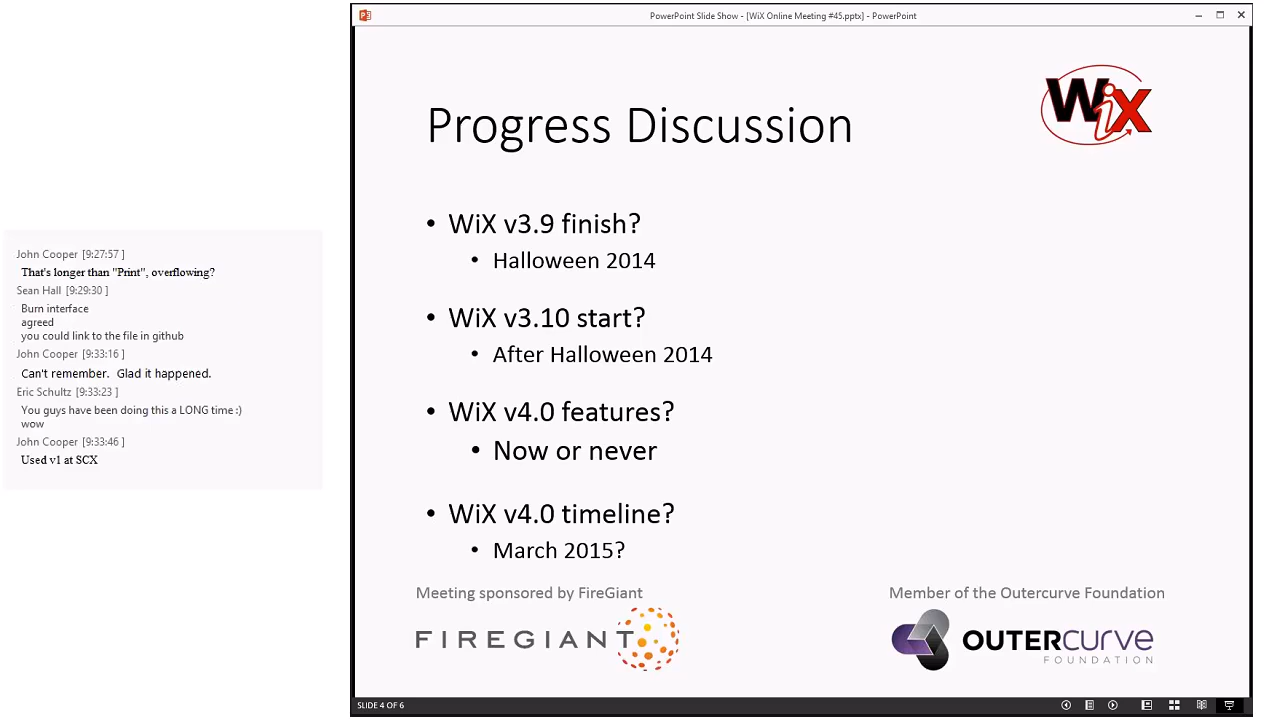 John Cooper [9:27:57 ]
That's longer than "Print", overflowing?
Sean Hall [9:29:30 ]
Burn interface
agreed
you could link to the file in github
John Cooper [9:33:16 ]
Can't remember.  Glad it happened.
Eric Schultz [9:33:23 ]
You guys have been doing this a LONG time :)
wow
John Cooper [9:33:46 ]
Used v1 at SCX
PowerPoint Slide Show - [WiX Online Meeting #45.pptx] - PowerPoint
WiX
Progress Discussion
• WiX v3.9 finish?
• Halloween 2014
• WiX v3.10 start?
• After Halloween 2014
• WiX v4.0 features?
• Now or never
• WiX v4.0 timeline?
• March 2015?
Meeting sponsored by FireGiant
FIREGIANT
Member of the Outercurve Foundation
OUTERCURVE
FOUNDATION
SLIDE 4 OF 6